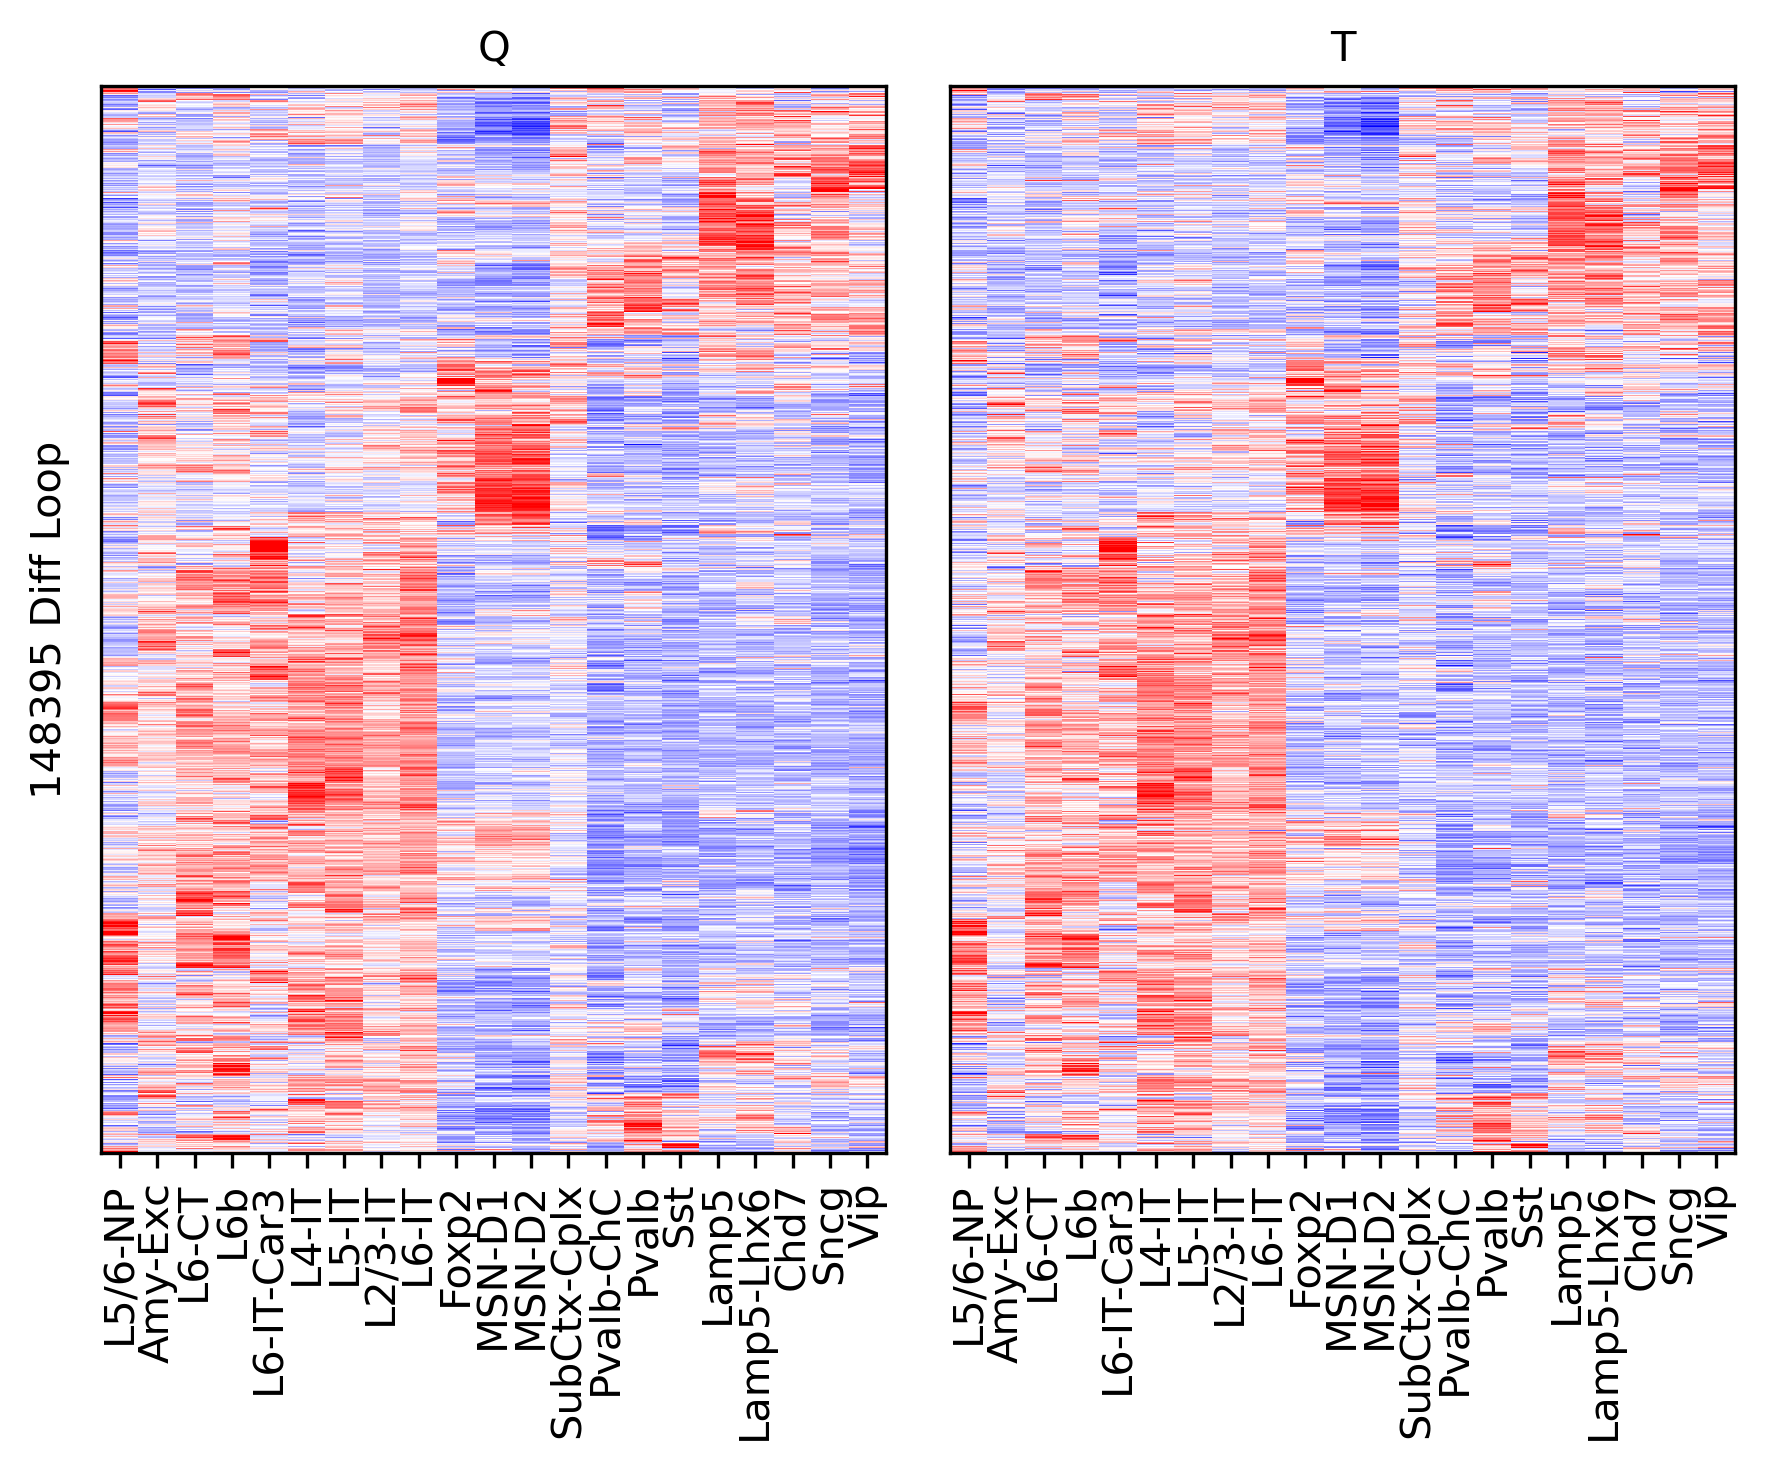 Q
T
148395 Diff Loop
L5/6-NP
Amy-Exc
L6-CT
L6b
L6-IT-Car3
L4-IT
L5-IT
L2/3-IT
L6-IT
Foxp2
MSN-D1
MSN-D2
SubCtx-Cplx
Pvalb-ChC
Pvalb
Sst
Lamp5
Lamp5-Lhx6
Chd7
Sncg
Vip
L5/6-NP
Amy-Exc
L6-CT
L6b
L6-IT-Car3
L4-IT
L5-IT
L2/3-IT
L6-IT
Foxp2
MSN-D1
MSN-D2
SubCtx-Cplx
Pvalb-ChC
Pvalb
Sst
Lamp5
Lamp5-Lhx6
Chd7
Sncg
Vip